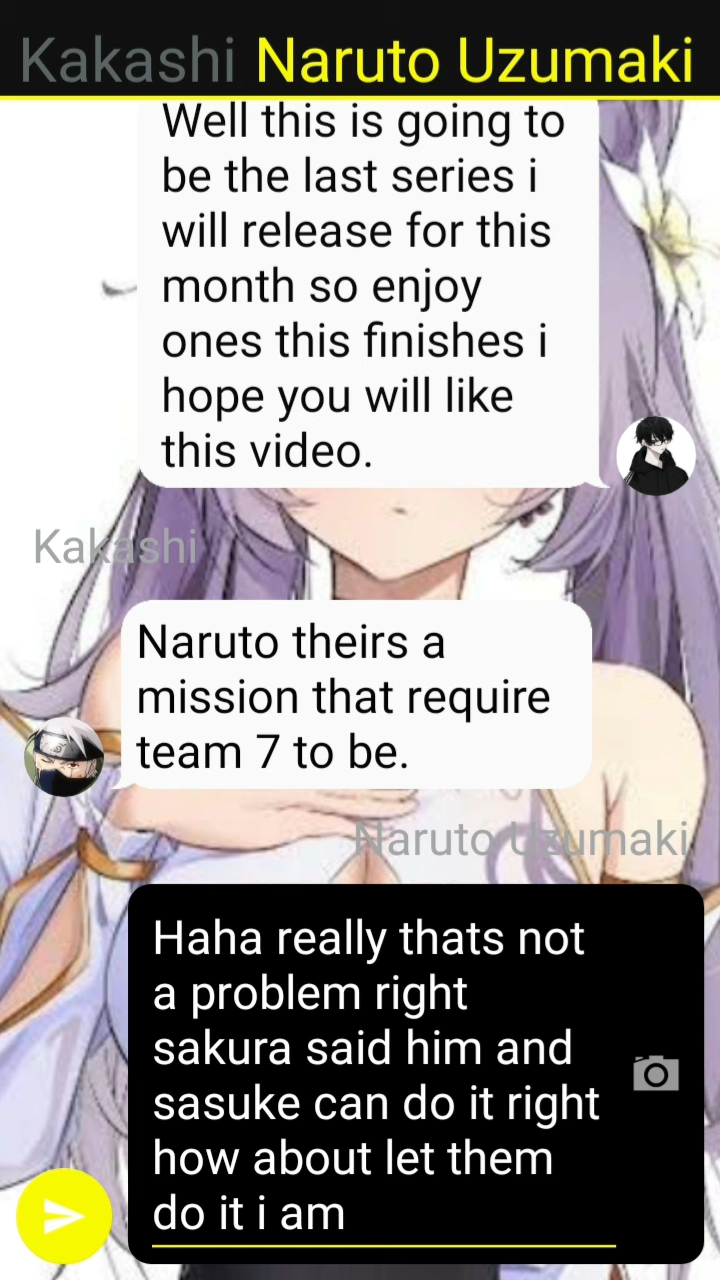 Kakashi Naruto Uzumaki
Well this is going to
be the last series i
will release for this
month so enjoy
ones this finishes i
hope you will like
this video.
Kakashi
Naruto theirs a
mission that require
team 7 to be.
Naruto Uzumaki
Haha really thats not
a problem right
sakura said him and
sasuke can do it right
how about let them
do it i am